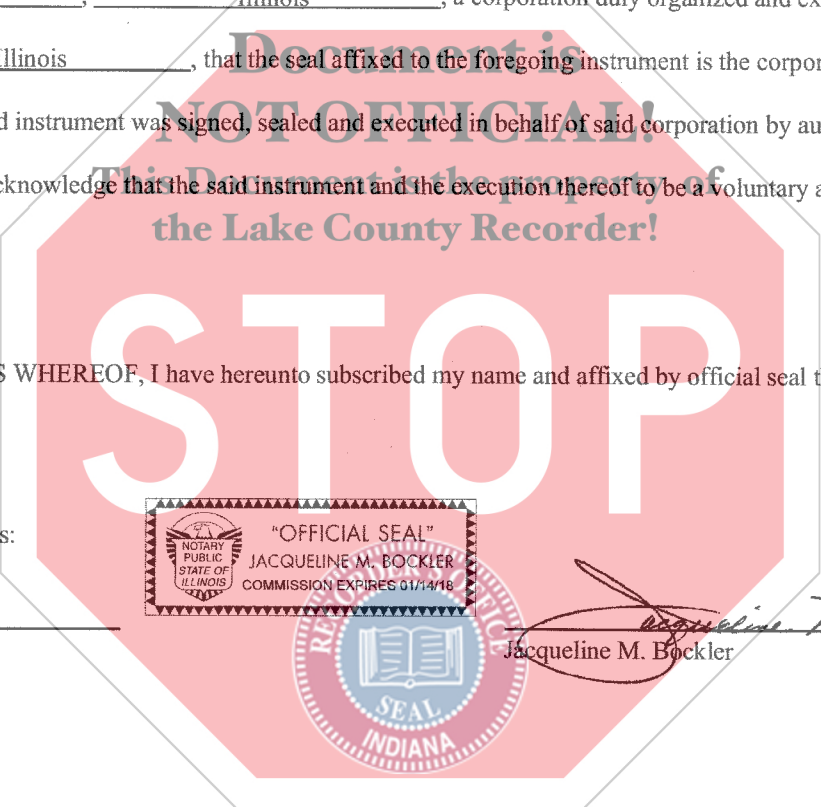 Illinois, a corporation duly organized and ex
Illinois, that the seal affixed to the foregoing instrument is the corpor
Document is
d instrument was signed, sealed and executed in behalf of said corporation by au
NOT OFFICIAL!
cknowledge that the said instrument and the execution thereof to be a voluntary a
This Document is the property of
the Lake County Recorder!
STOP
S WHEREOF, I have hereunto subscribed my name and affixed by official seal t
s:
NOTARY
PUBLIC
STATE OF
ILLINOIS
"OFFICIAL SEAL"
JACQUELINE M. BOCKLER
COMMISSION EXPIRES 01/14/18
Jacqueline
Jacqueline M. Bockler
RECORDER'S OFFICE
SEAL
INDIANA